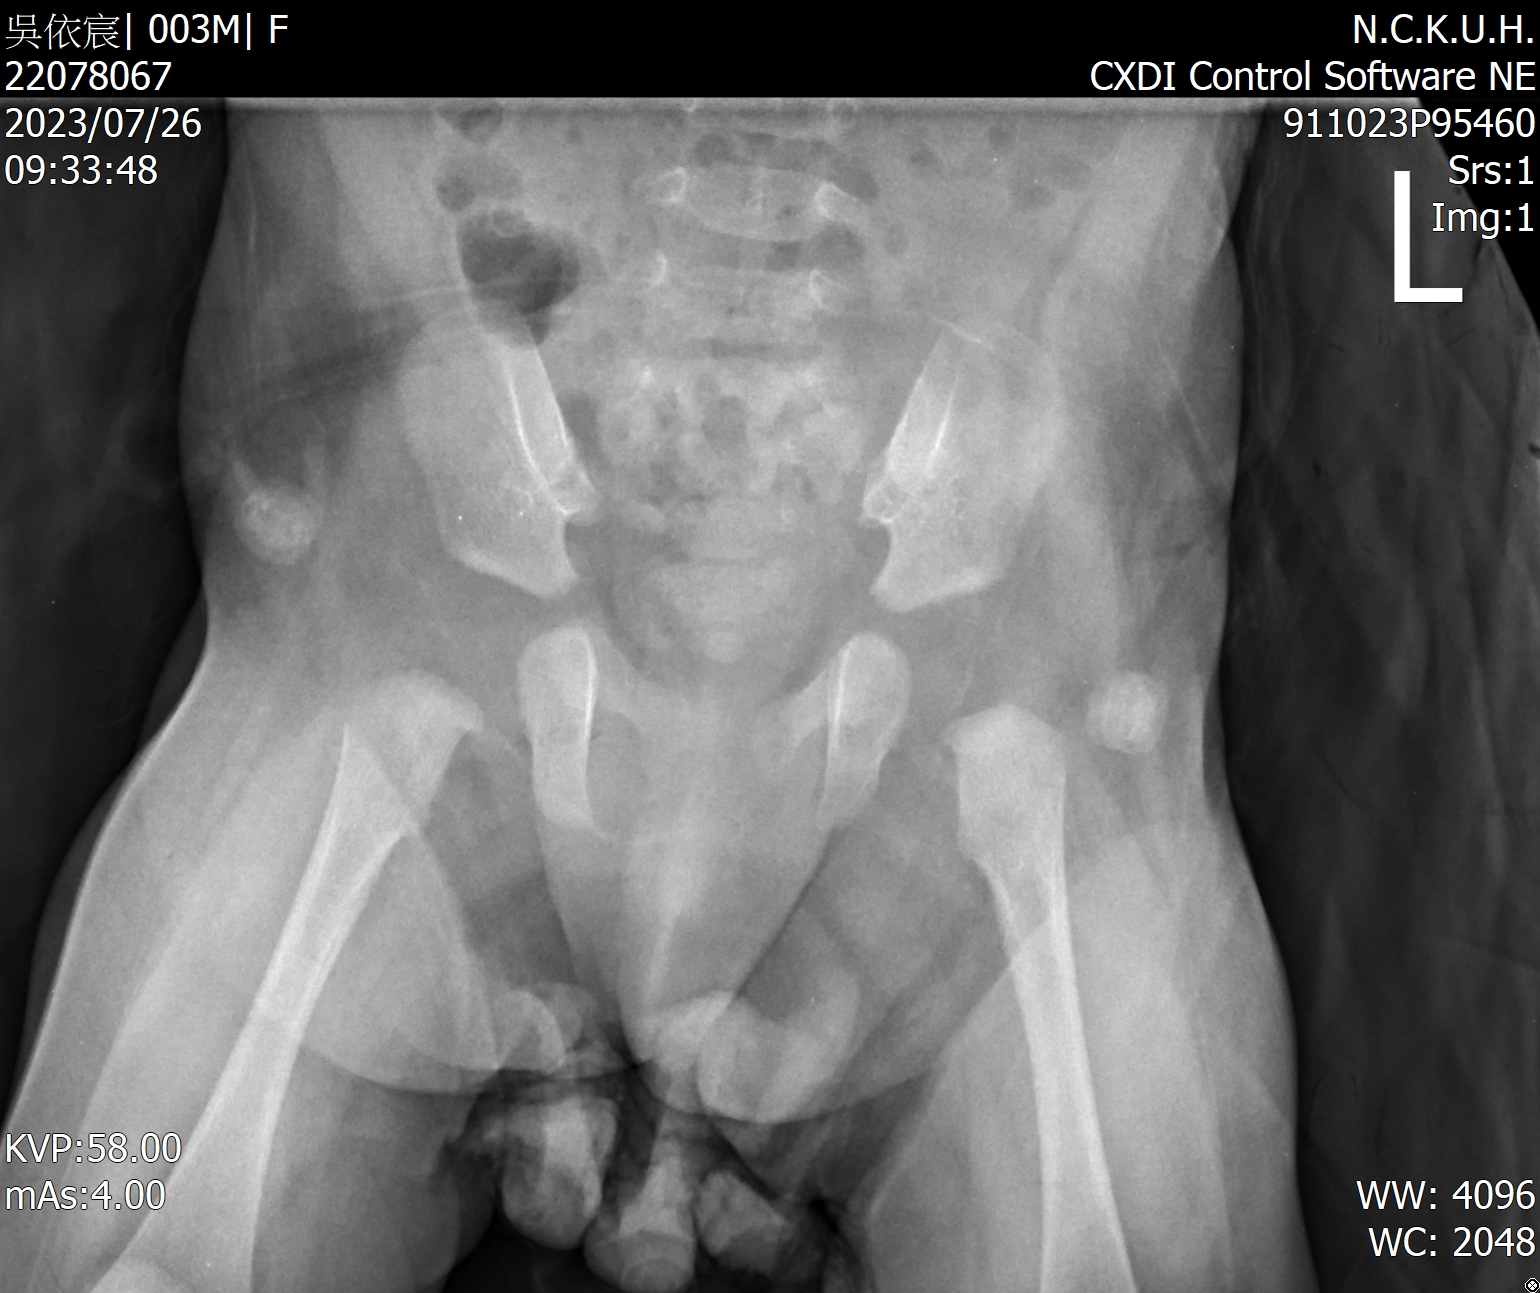 吳依宸| 003M| F
22078067
2023/07/26
09:33:48
N.C.K.U.H.
CXDI Control Software NE
911023P95460
Srs:1
Img:1
L
KVP:58.00
mAs:4.00
WW: 4096
WC: 2048